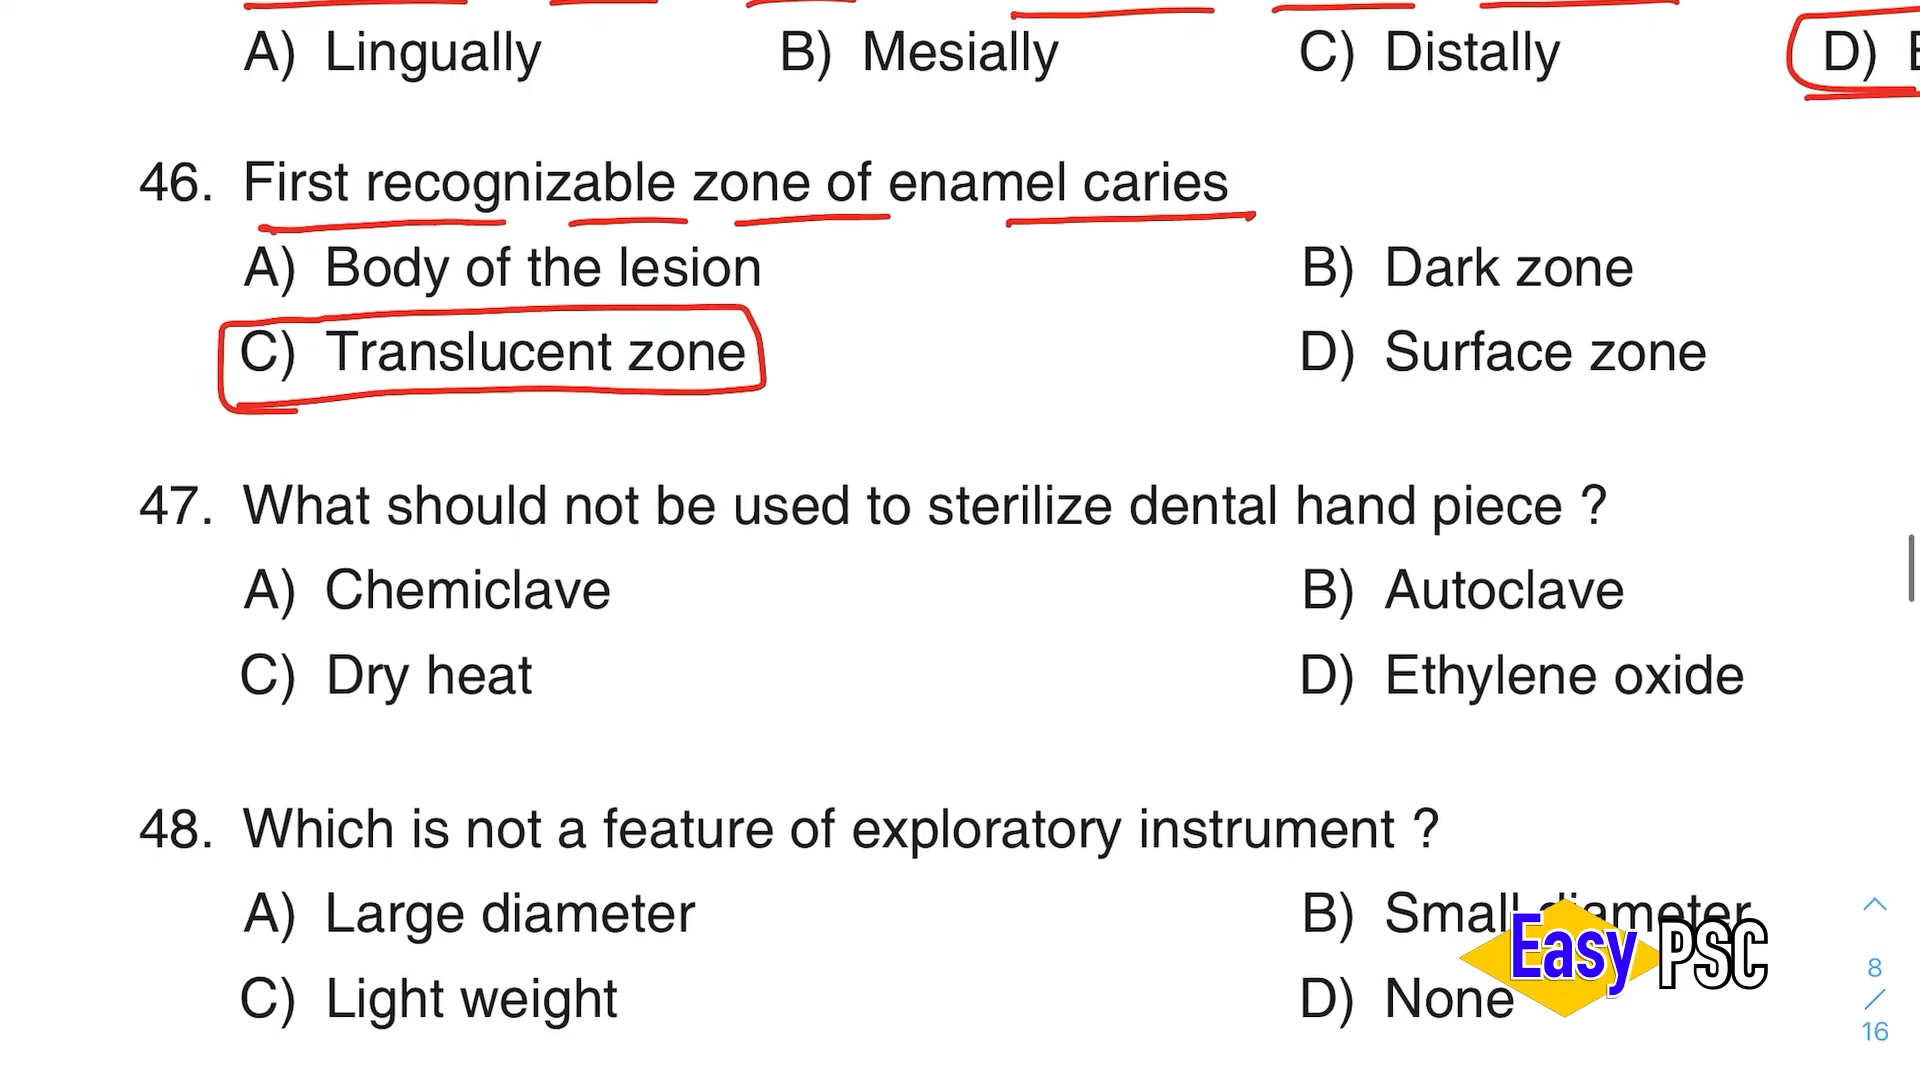 A) Lingually B) Mesially C) Distally D)
46. First recognizable zone of enamel caries
A) Body of the lesion B) Dark zone
C) Translucent zone D) Surface zone
47. What should not be used to sterilize dental hand piece ?
A) Chemiclave B) Autoclave
C) Dry heat D) Ethylene oxide
48. Which is not a feature of exploratory instrument ?
A) Large diameter B) Small diameter
C) Light weight D) None
Easy PSC
8
/
16